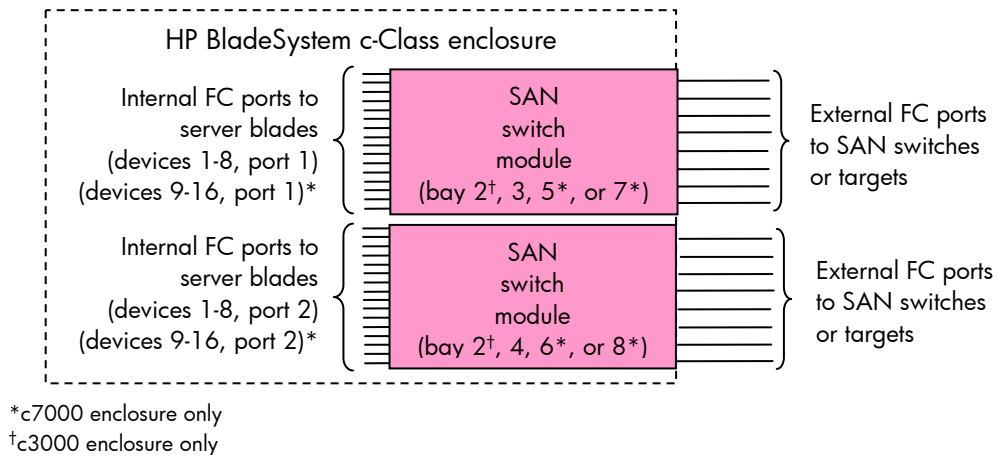 HP BladeSystem c-Class enclosure
Internal FC ports to
server blades
(devices 1-8, port 1)
(devices 9-16, port 1)*
SAN
switch
module
(bay 2†, 3, 5*, or 7*)
External FC ports
to SAN switches
or targets
Internal FC ports to
server blades
(devices 1-8, port 2)
(devices 9-16, port 2)*
SAN
switch
module
(bay 2†, 4, 6*, or 8*)
External FC ports
to SAN switches
or targets
*c7000 enclosure only
†c3000 enclosure only